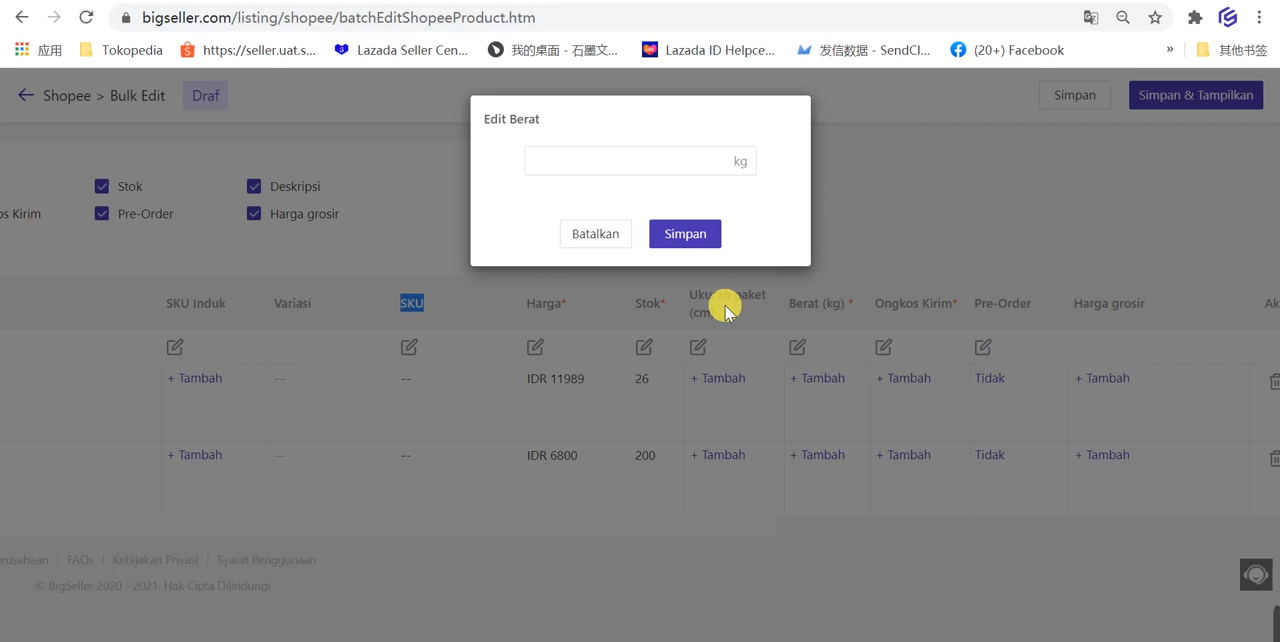 bigseller.com/listing/shopee/batchEditShopeeProduct.htm
应用 Tokopedia https://seller.uat.s... Lazada Seller Cen... 我的桌面 - 石墨文... Lazada ID Helpce... 发信数据 - SendCl... (20+) Facebook » 其他书签
Shopee > Bulk Edit Draf Simpan Simpan & Tampilkan
Edit Berat
kg
Batalkan Simpan
Stok Deskripsi
os Kirim Pre-Order Harga grosir
SKU Induk Variasi SKU Harga* Stok* Ukuran paket (cm) Berat (kg) * Ongkos Kirim* Pre-Order Harga grosir Ak
+ Tambah -- -- IDR 11989 26 + Tambah + Tambah + Tambah Tidak + Tambah
+ Tambah -- -- IDR 6800 200 + Tambah + Tambah + Tambah Tidak + Tambah
erusahaan | FAQs | Kebijakan Privasi | Syarat Penggunaan
© BigSeller 2020 - 2021. Hak Cipta Dilindungi